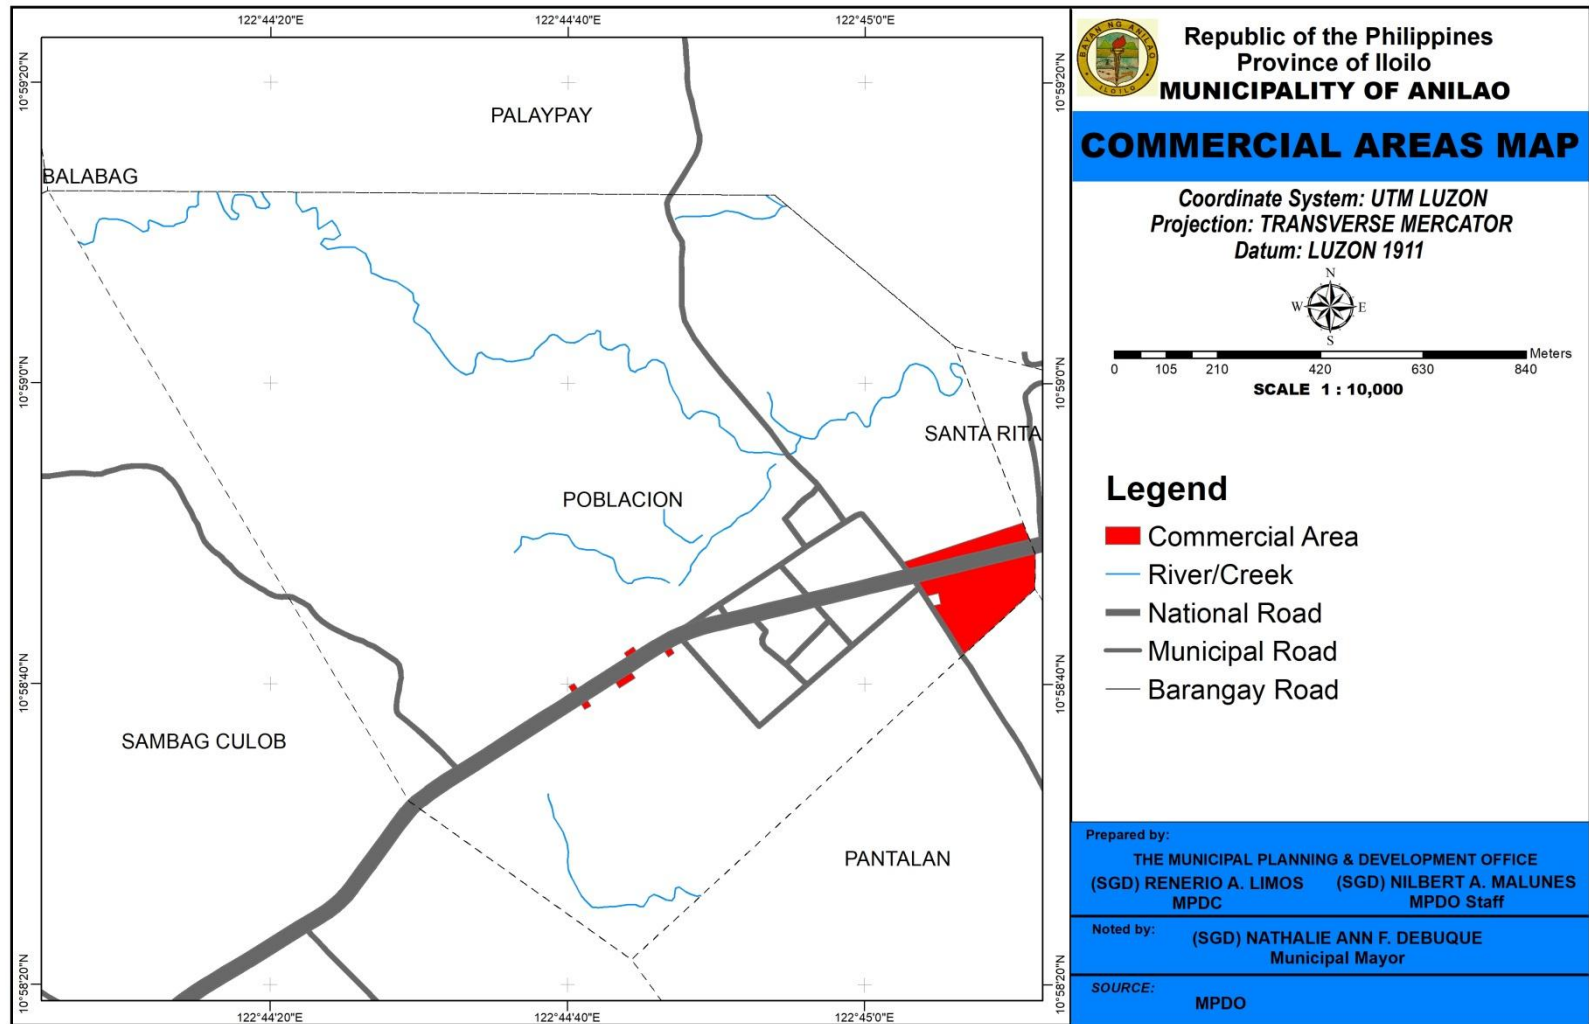 122°44'20"E
122°44'40"E
122°45'0"E
10°59'20"N
10°59'20"N
PALAYPAY
BALABAG
10°59'0"N
10°59'0"N
SANTA RITA
POBLACION
10°58'40"N
10°58'40"N
SAMBAG CULOB
PANTALAN
10°58'20"N
10°58'20"N
122°44'20"E
122°44'40"E
122°45'0"E
BAYAN NG ANILAO
ILOILO
Republic of the Philippines
Province of Iloilo
MUNICIPALITY OF ANILAO
COMMERCIAL AREAS MAP
Coordinate System: UTM LUZON
Projection: TRANSVERSE MERCATOR
Datum: LUZON 1911
N
W E
S
Meters
0 105 210 420 630 840
SCALE 1 : 10,000
Legend
Commercial Area
River/Creek
National Road
Municipal Road
Barangay Road
Prepared by:
THE MUNICIPAL PLANNING & DEVELOPMENT OFFICE
(SGD) RENERIO A. LIMOS (SGD) NILBERT A. MALUNES
MPDC MPDO Staff
Noted by:
(SGD) NATHALIE ANN F. DEBUQUE
Municipal Mayor
SOURCE:
MPDO